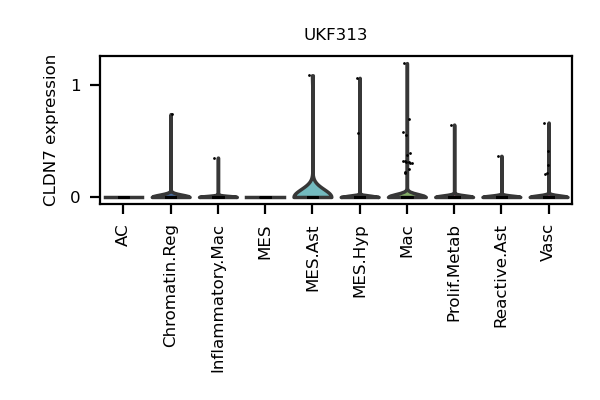 UKF313
CLDN7 expression
1
0
AC
Chromatin.Reg
Inflammatory.Mac
MES
MES.Ast
MES.Hyp
Mac
Prolif.Metab
Reactive.Ast
Vasc